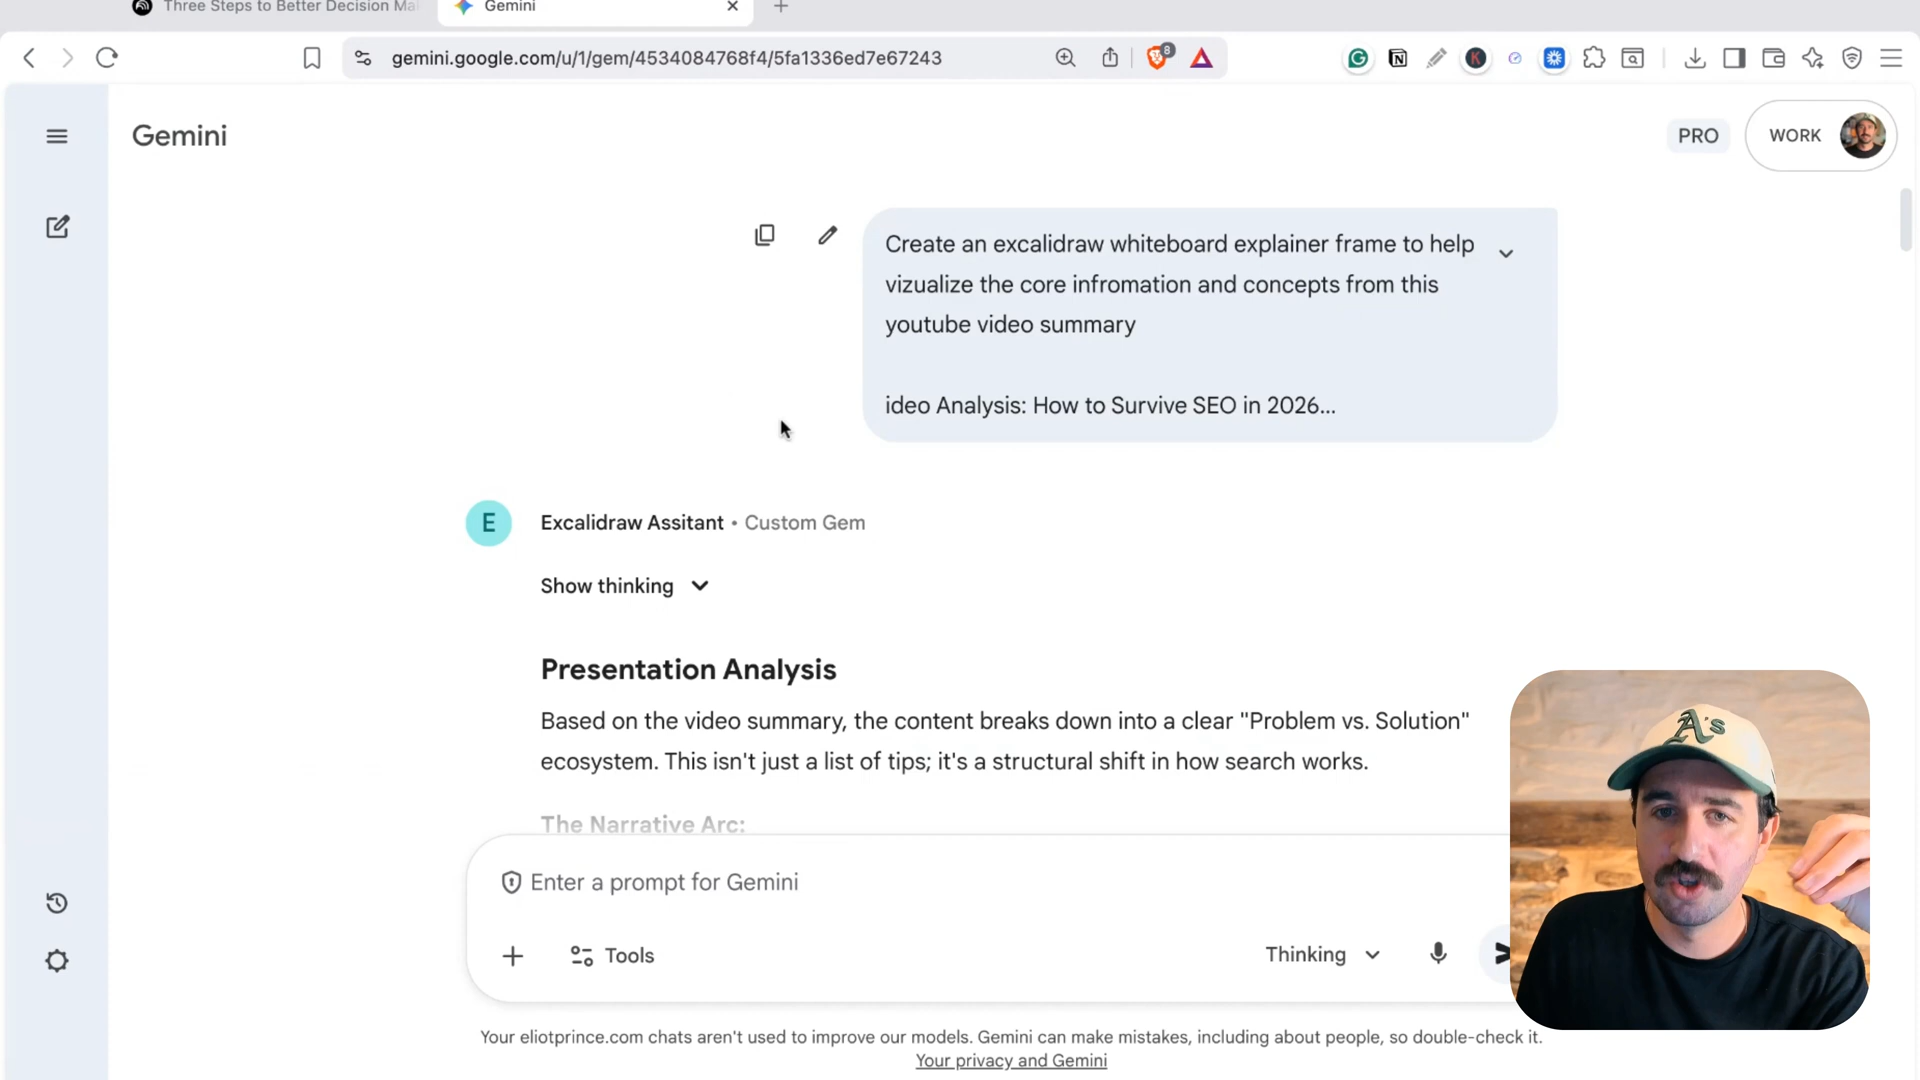 Three Steps to Better Decision Ma
Gemini
gemini.google.com/u/1/gem/4534084768f4/5fa1336ed7e67243
8
N
K
Gemini
PRO
WORK
Create an excalidraw whiteboard explainer frame to help
vizualize the core infromation and concepts from this
youtube video summary
ideo Analysis: How to Survive SEO in 2026...
E
Excalidraw Assitant • Custom Gem
Show thinking
Presentation Analysis
Based on the video summary, the content breaks down into a clear "Problem vs. Solution"
ecosystem. This isn't just a list of tips; it's a structural shift in how search works.
The Narrative Arc:
A's
Enter a prompt for Gemini
Tools
Thinking
Your eliotprince.com chats aren't used to improve our models. Gemini can make mistakes, including about people, so double-check it.
Your privacy and Gemini